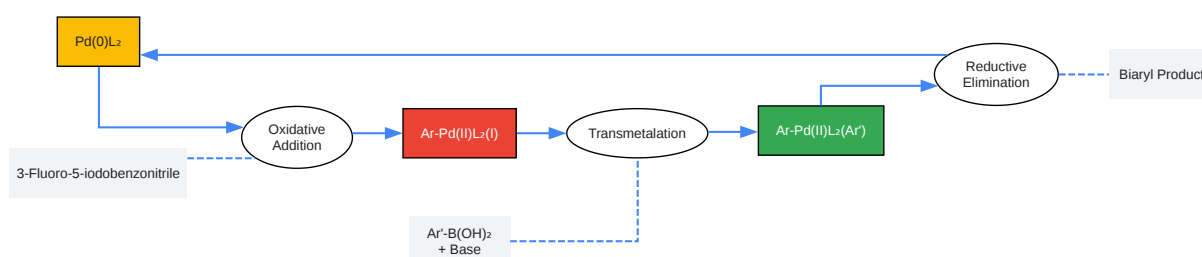 Pd(0)L₂
Reductive
Elimination
Biaryl Product
Oxidative
Addition
Ar-Pd(II)L₂(I)
Transmetalation
Ar-Pd(II)L₂(Ar')
3-Fluoro-5-iodobenzonitrile
Ar'-B(OH)₂
+ Base